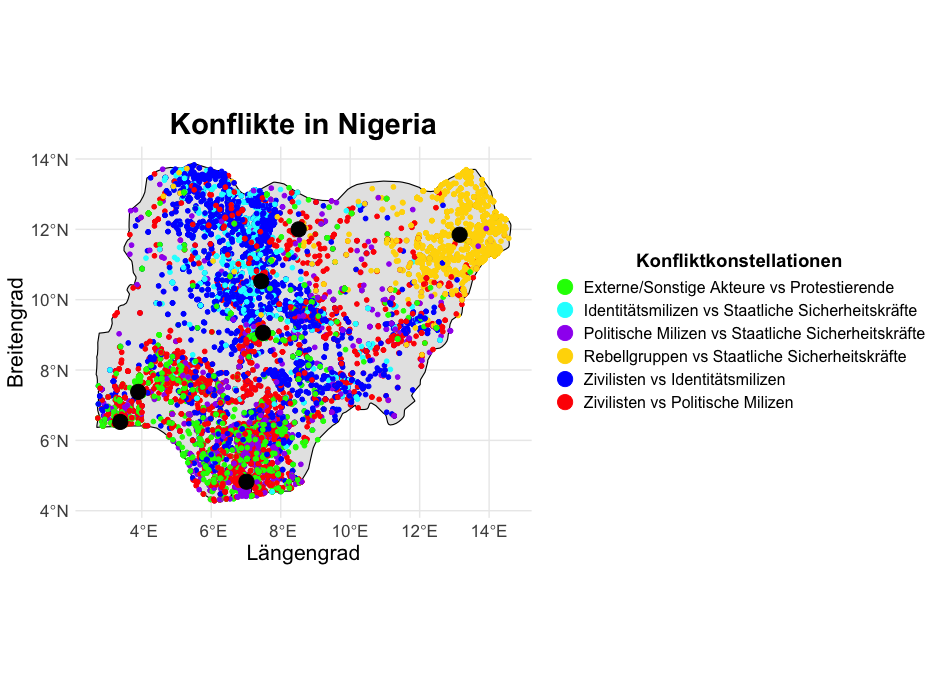 Konflikte in Nigeria
14°N
12°N
10°N
8°N
6°N
4°N
Breitengrad
4°E 6°E 8°E 10°E 12°E 14°E
Längengrad
Konfliktkonstellationen
Externe/Sonstige Akteure vs Protestierende
Identitätsmilizen vs Staatliche Sicherheitskräfte
Politische Milizen vs Staatliche Sicherheitskräfte
Rebellgruppen vs Staatliche Sicherheitskräfte
Zivilisten vs Identitätsmilizen
Zivilisten vs Politische Milizen